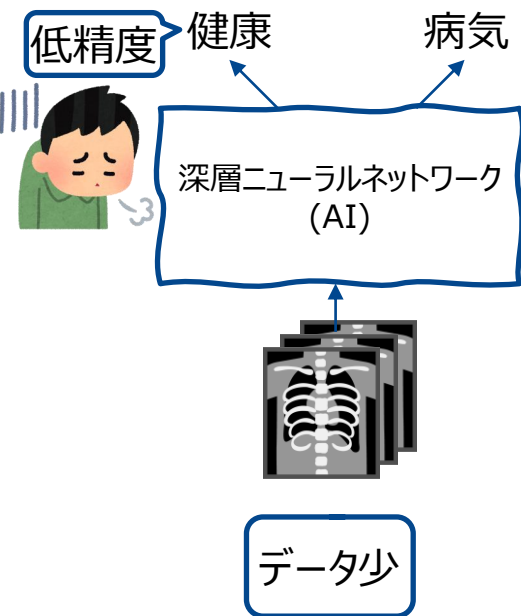 低精度
健康
病気
深層ニューラルネットワーク
(AI)
データ少